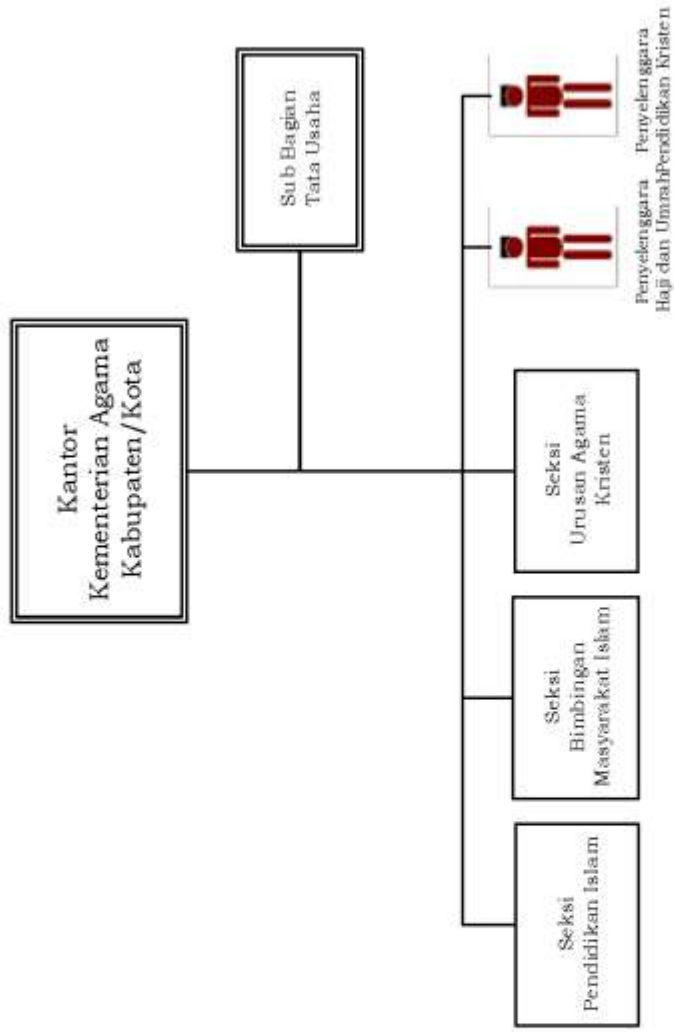 Kantor
Kementerian Agama
Kabupaten/Kota
Sub Bagian
Tata Usaha
Seksi
Pendidikan Islam
Seksi
Bimbingan
Masyarakat Islam
Seksi
Urusan Agama
Kristen
Penyelenggara
Haji dan Umrah
Penyelenggara
Pendidikan Kristen